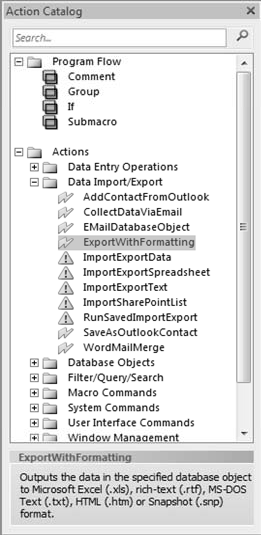 Action Catalog
Search...
Program Flow
Comment
Group
If
Submacro
Actions
Data Entry Operations
Data Import/Export
AddContactFromOutlook
CollectDataViaEmail
EMailDatabaseObject
ExportWithFormatting
ImportExportData
ImportExportSpreadsheet
ImportExportText
ImportSharePointList
RunSavedImportExport
SaveAsOutlookContact
WordMailMerge
Database Objects
Filter/Query/Search
Macro Commands
System Commands
User Interface Commands
Window Management
ExportWithFormatting
Outputs the data in the specified database object
to Microsoft Excel (.xls), rich-text (.rtf), MS-DOS
Text (.txt), HTML (.htm) or Snapshot (.snp)
format.